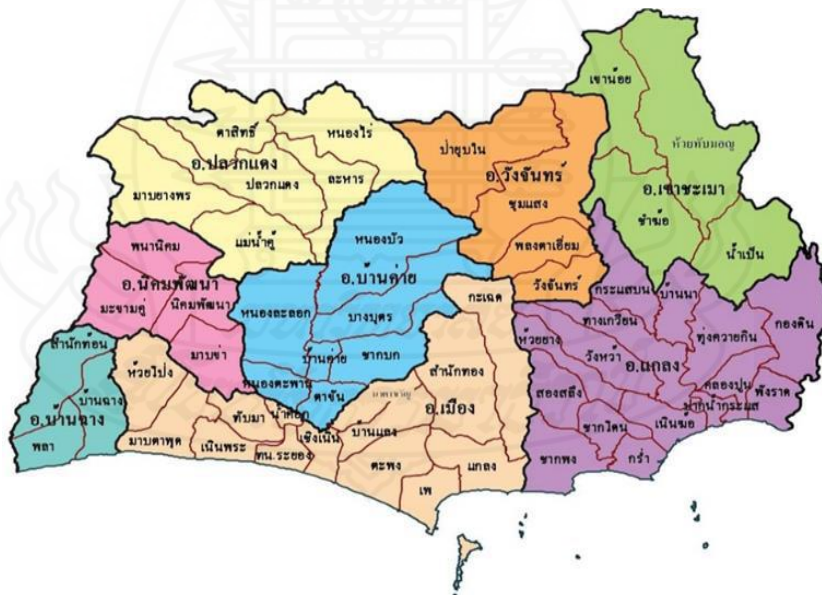 เขาน้อย
ห้วยทับมอญ
อ.เขาชะเมา
ชำฆ้อ
น้ำเป็น
ป่ายุบใน
อ.วังจันทร์
ชุมแสง
พลงตาเอี่ยม
วังจันทร์
ตาสิทธิ์
หนองไร่
อ.ปลวกแดง
ปลวกแดง
ละหาร
มาบยางพร
แม่น้ำคู้
พนานิคม
อ.นิคมพัฒนา
มะขามคู่
นิคมพัฒนา
มาบข่า
หนองบัว
อ.บ้านค่าย
หนองละลอก
บางบุตร
บ้านค่าย
ชากบก
หนองตะพาน
ตาขัน
สำนักท้อน
บ้านฉาง
อ.บ้านฉาง
พลา
กะเฉด
สำนักทอง
อ.เมือง
ห้วยโป่ง
ทับมา
น้ำคอก
เชิงเนิน
บ้านแลง
มาบตาพุด
เนินพระ
ทน.ระยอง
ตะพง
เพ
แกลง
กระแสบน
บ้านนา
กองดิน
ห้วยยาง
ทางเกวียน
ทุ่งควายกิน
วังหว้า
อ.แกลง
สองสลึง
คลองปูน
พังราด
ปากน้ำกระแส
ชากโดน
เนินฆ้อ
ชากพง
กร่ำ